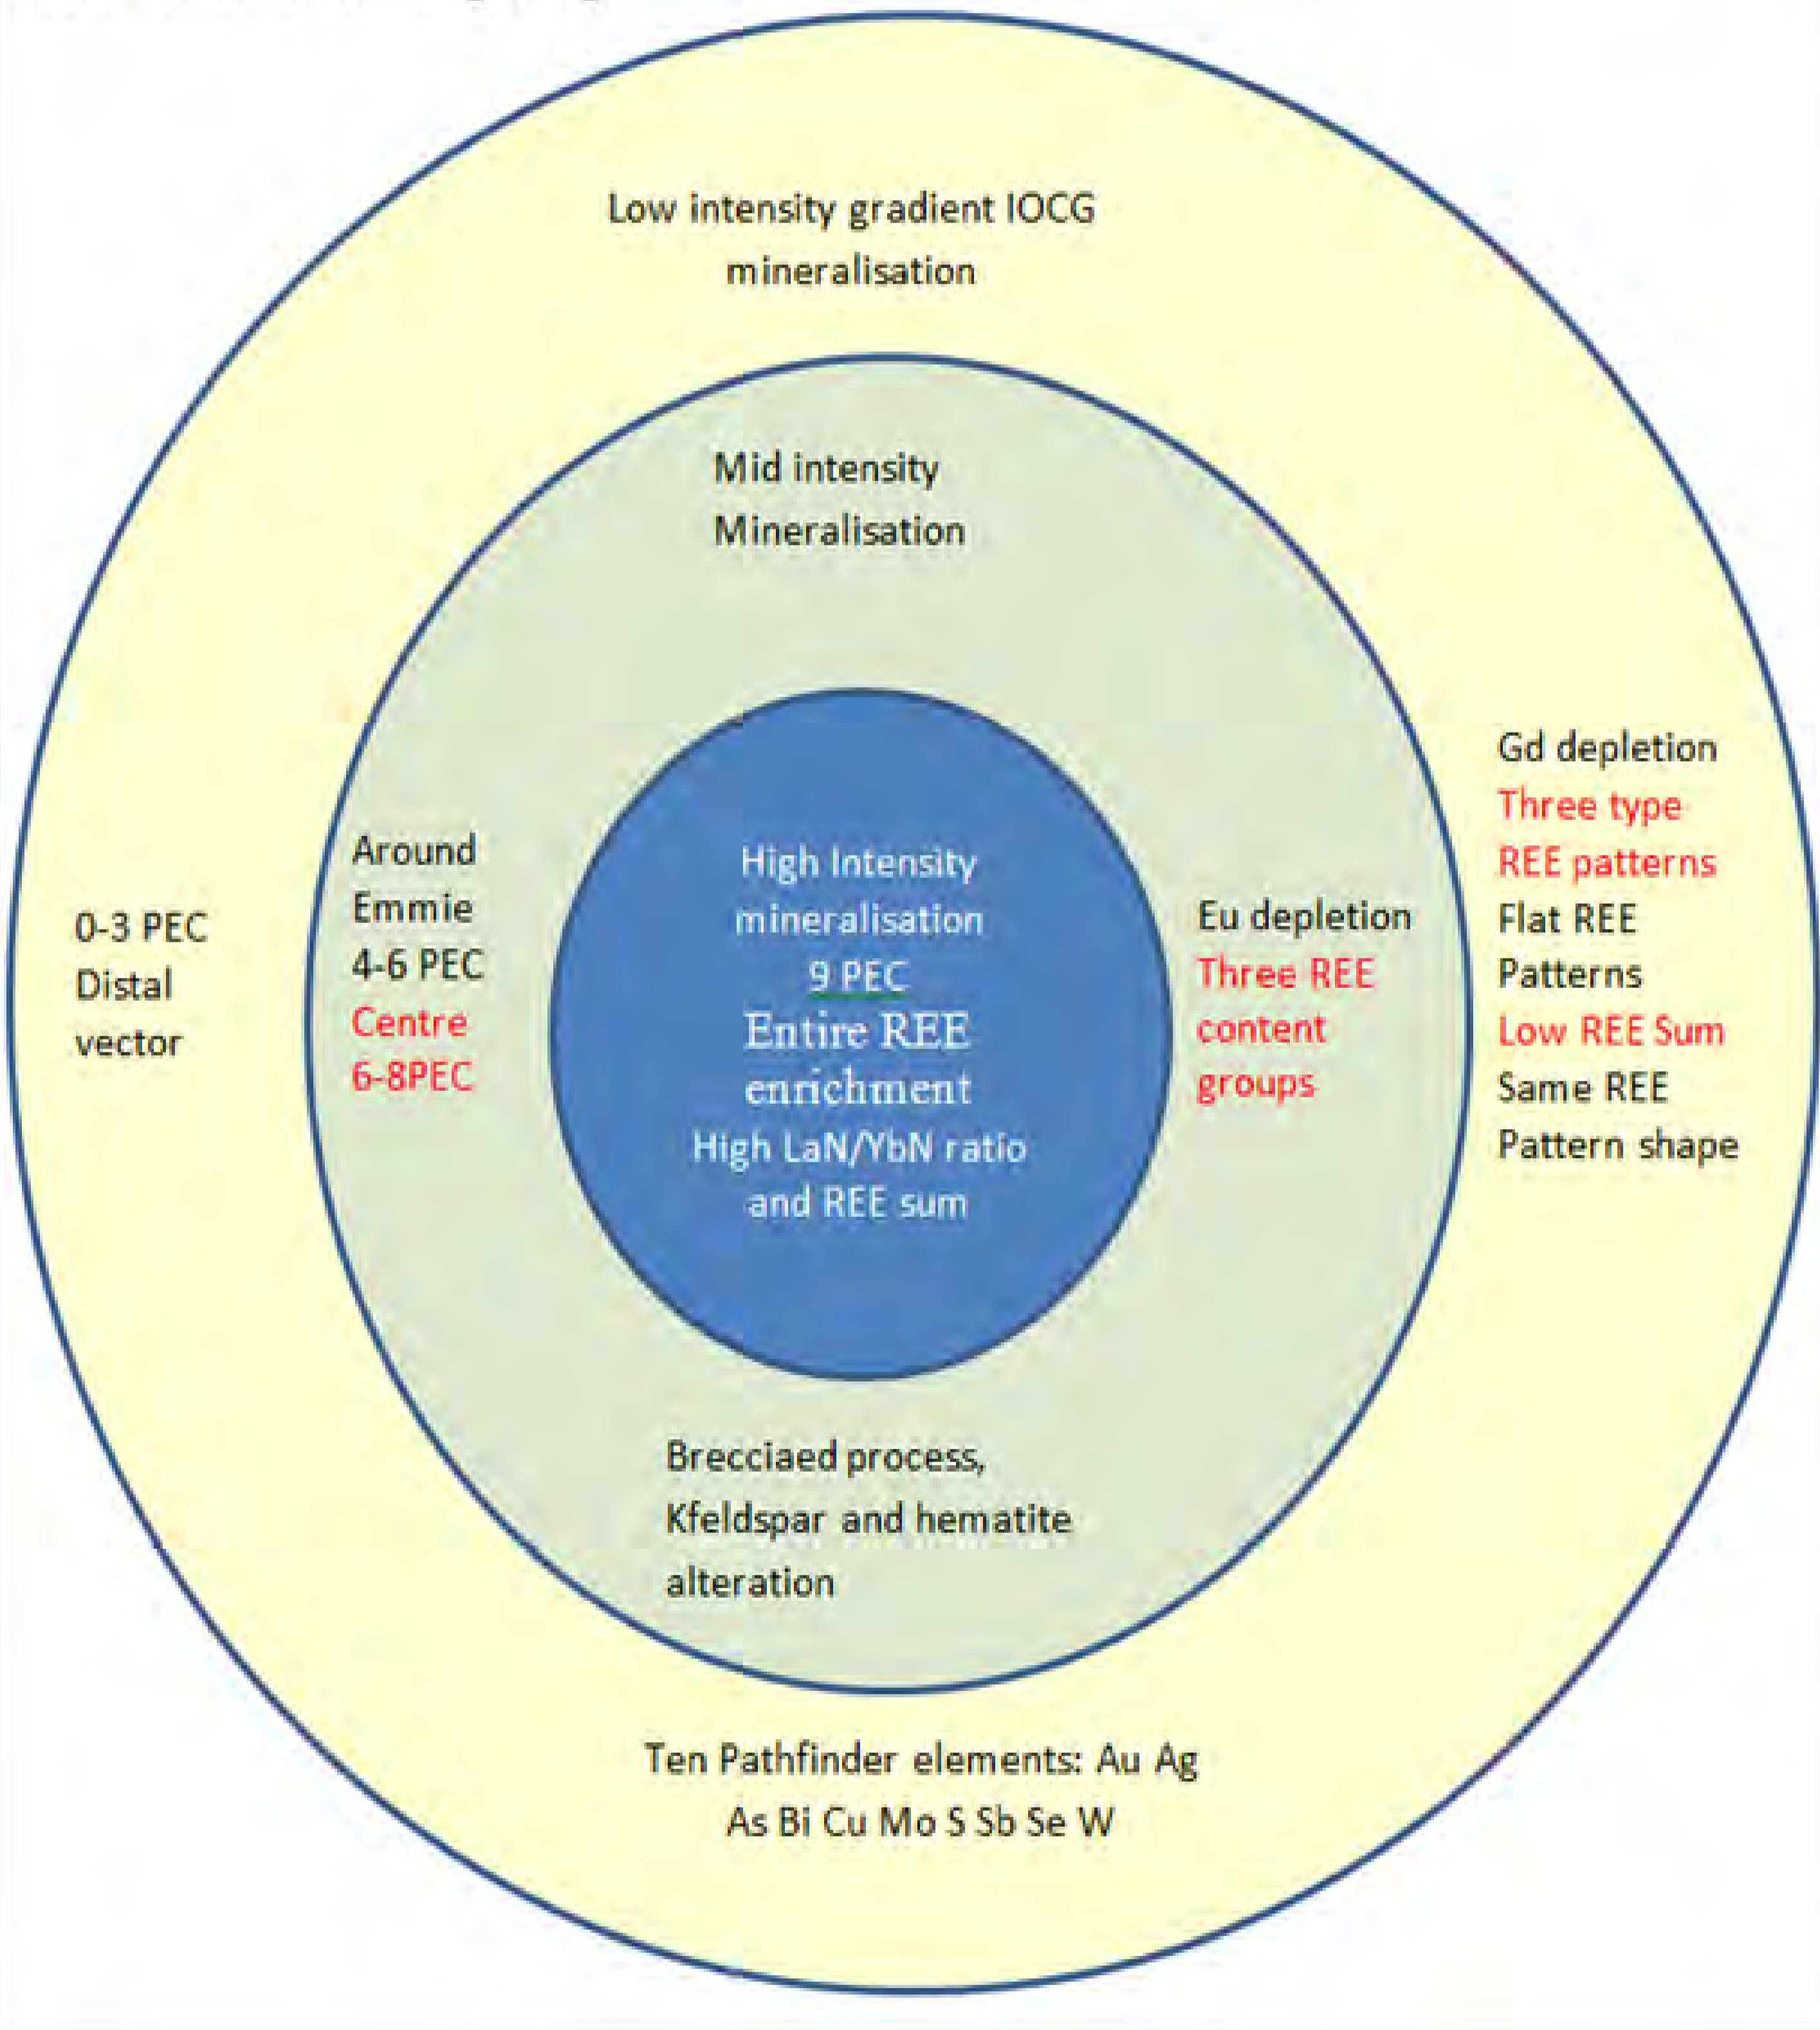 Low intensity gradient IOCG
mineralisation
Mid intensity
Mineralisation
0-3 PEC
Distal
vector
Around
Emmie
4-6 PEC
Centre
6-8PEC
High Intensity
mineralisation
9 PEC
Entire REE
enrichment
High LaN/YbN ratio
and REE sum
Eu depletion
Three REE
content
groups
Gd depletion
Three type
REE patterns
Flat REE
Patterns
Low REE Sum
Same REE
Pattern shape
Brecciaed process,
Kfeldspar and hematite
alteration
Ten Pathfinder elements: Au Ag
As Bi Cu Mo S Sb Se W